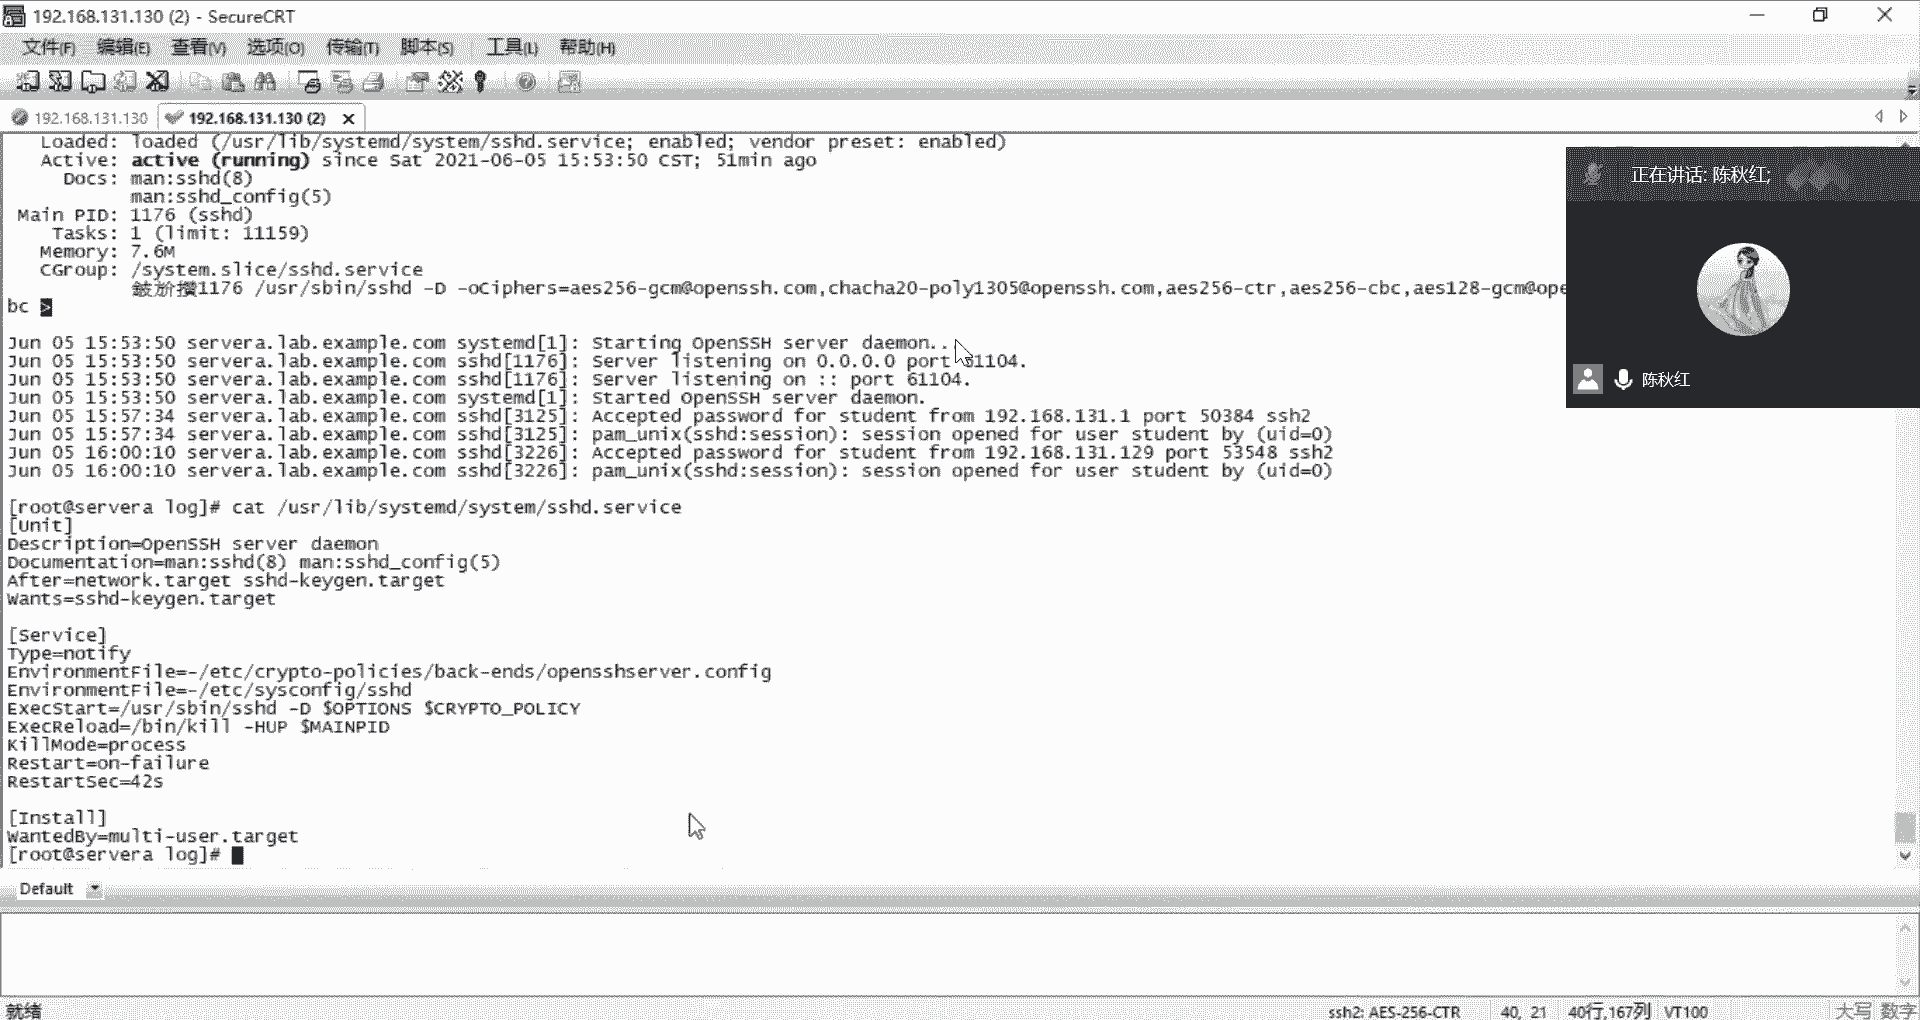 192.168.131.130 (2) - SecureCRT
文件(F) 编辑(E) 查看(V) 选项(O) 传输(T) 脚本(S) 工具(L) 帮助(H)
192.168.131.130 192.168.131.130 (2)
Loaded: loaded (/usr/lib/systemd/system/sshd.service; enabled; vendor preset: enabled)
Active: active (running) since Sat 2021-06-05 15:53:50 CST; 51min ago
Docs: man:sshd(8)
man:sshd_config(5)
Main PID: 1176 (sshd)
Tasks: 1 (limit: 11159)
Memory: 7.6M
CGroup: /system.slice/sshd.service
1176 /usr/sbin/sshd -D -oCiphers=aes256-gcm@openssh.com,chacha20-poly1305@openssh.com,aes256-ctr,aes256-cbc,aes128-gcm@ope
bc >
Jun 05 15:53:50 servera.lab.example.com systemd[1]: Starting OpenSSH server daemon..
Jun 05 15:53:50 servera.lab.example.com sshd[1176]: Server listening on 0.0.0.0 port 61104.
Jun 05 15:53:50 servera.lab.example.com sshd[1176]: Server listening on :: port 61104.
Jun 05 15:53:50 servera.lab.example.com systemd[1]: Started OpenSSH server daemon.
Jun 05 15:57:34 servera.lab.example.com sshd[3125]: Accepted password for student from 192.168.131.1 port 50384 ssh2
Jun 05 15:57:34 servera.lab.example.com sshd[3125]: pam_unix(sshd:session): session opened for user student by (uid=0)
Jun 05 16:00:10 servera.lab.example.com sshd[3226]: Accepted password for student from 192.168.131.129 port 53548 ssh2
Jun 05 16:00:10 servera.lab.example.com sshd[3226]: pam_unix(sshd:session): session opened for user student by (uid=0)
[root@servera log]# cat /usr/lib/systemd/system/sshd.service
[Unit]
Description=OpenSSH server daemon
Documentation=man:sshd(8) man:sshd_config(5)
After=network.target sshd-keygen.target
Wants=sshd-keygen.target
[Service]
Type=notify
EnvironmentFile=-/etc/crypto-policies/back-ends/opensshserver.config
EnvironmentFile=-/etc/sysconfig/sshd
ExecStart=/usr/sbin/sshd -D $OPTIONS $CRYPTO_POLICY
ExecReload=/bin/kill -HUP $MAINPID
KillMode=process
Restart=on-failure
RestartSec=42s
[Install]
WantedBy=multi-user.target
[root@servera log]#
正在讲话: 陈秋红;
陈秋红
Default
就绪 ssh2: AES-256-CTR 40, 21 40行,167列 VT100 大写 数字